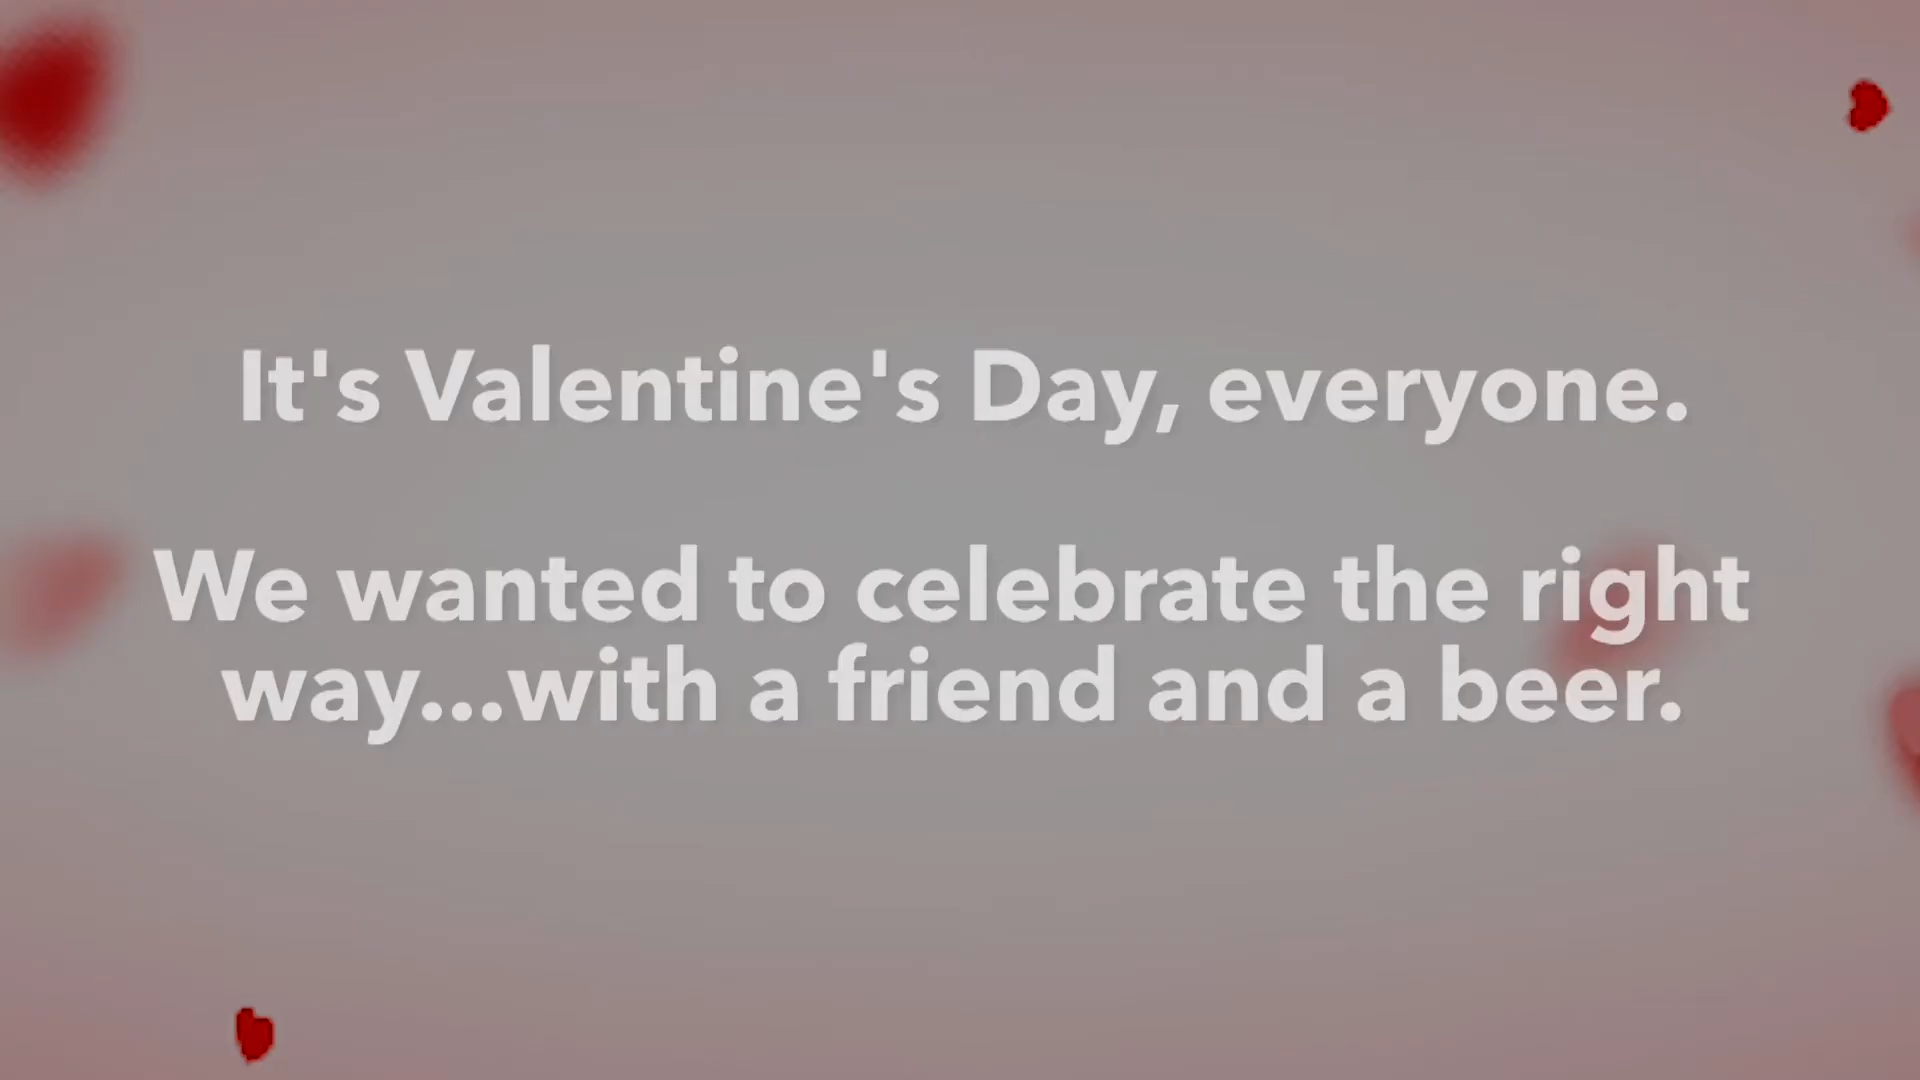 It's Valentine's Day, everyone.
We wanted to celebrate the right
way...with a friend and a beer.